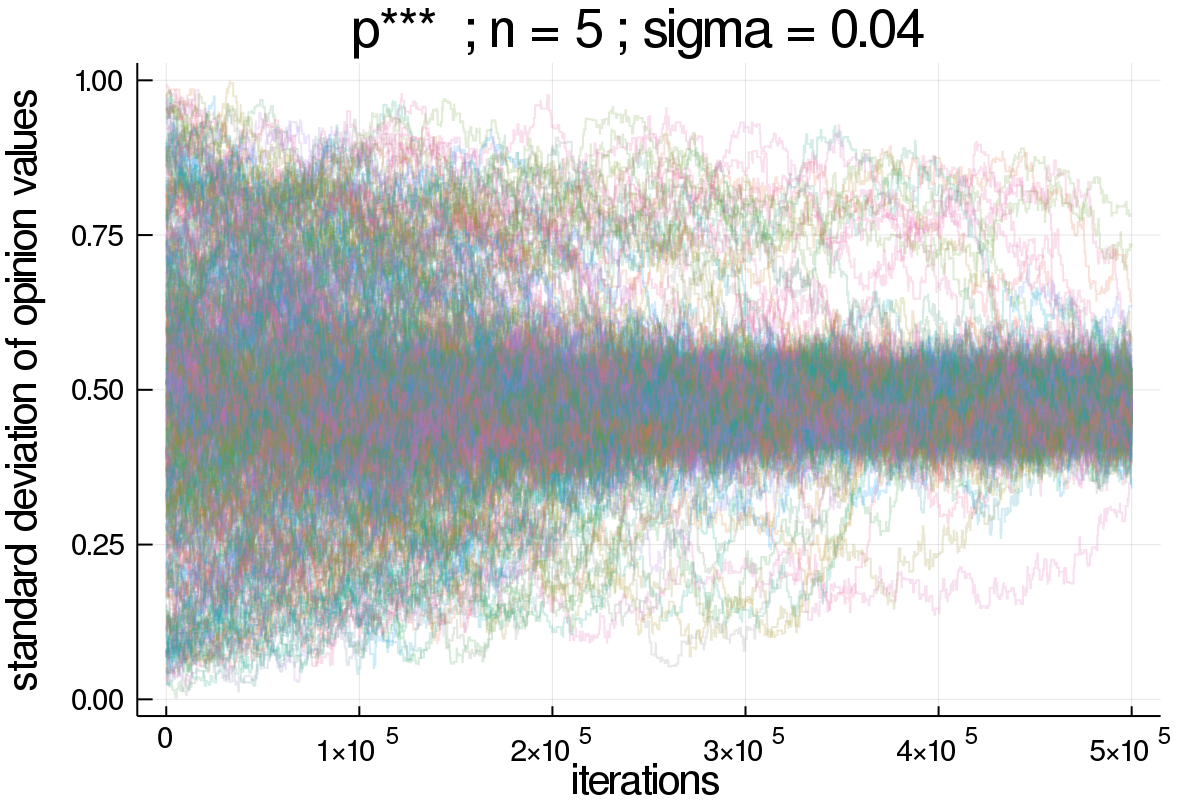 p*** ; n = 5 ; sigma = 0.04
standard deviation of opinion values
1.00
0.75
0.50
0.25
0.00
0 1×10 5 2×10 5 3×10 5 4×10 5 5×10 5
iterations